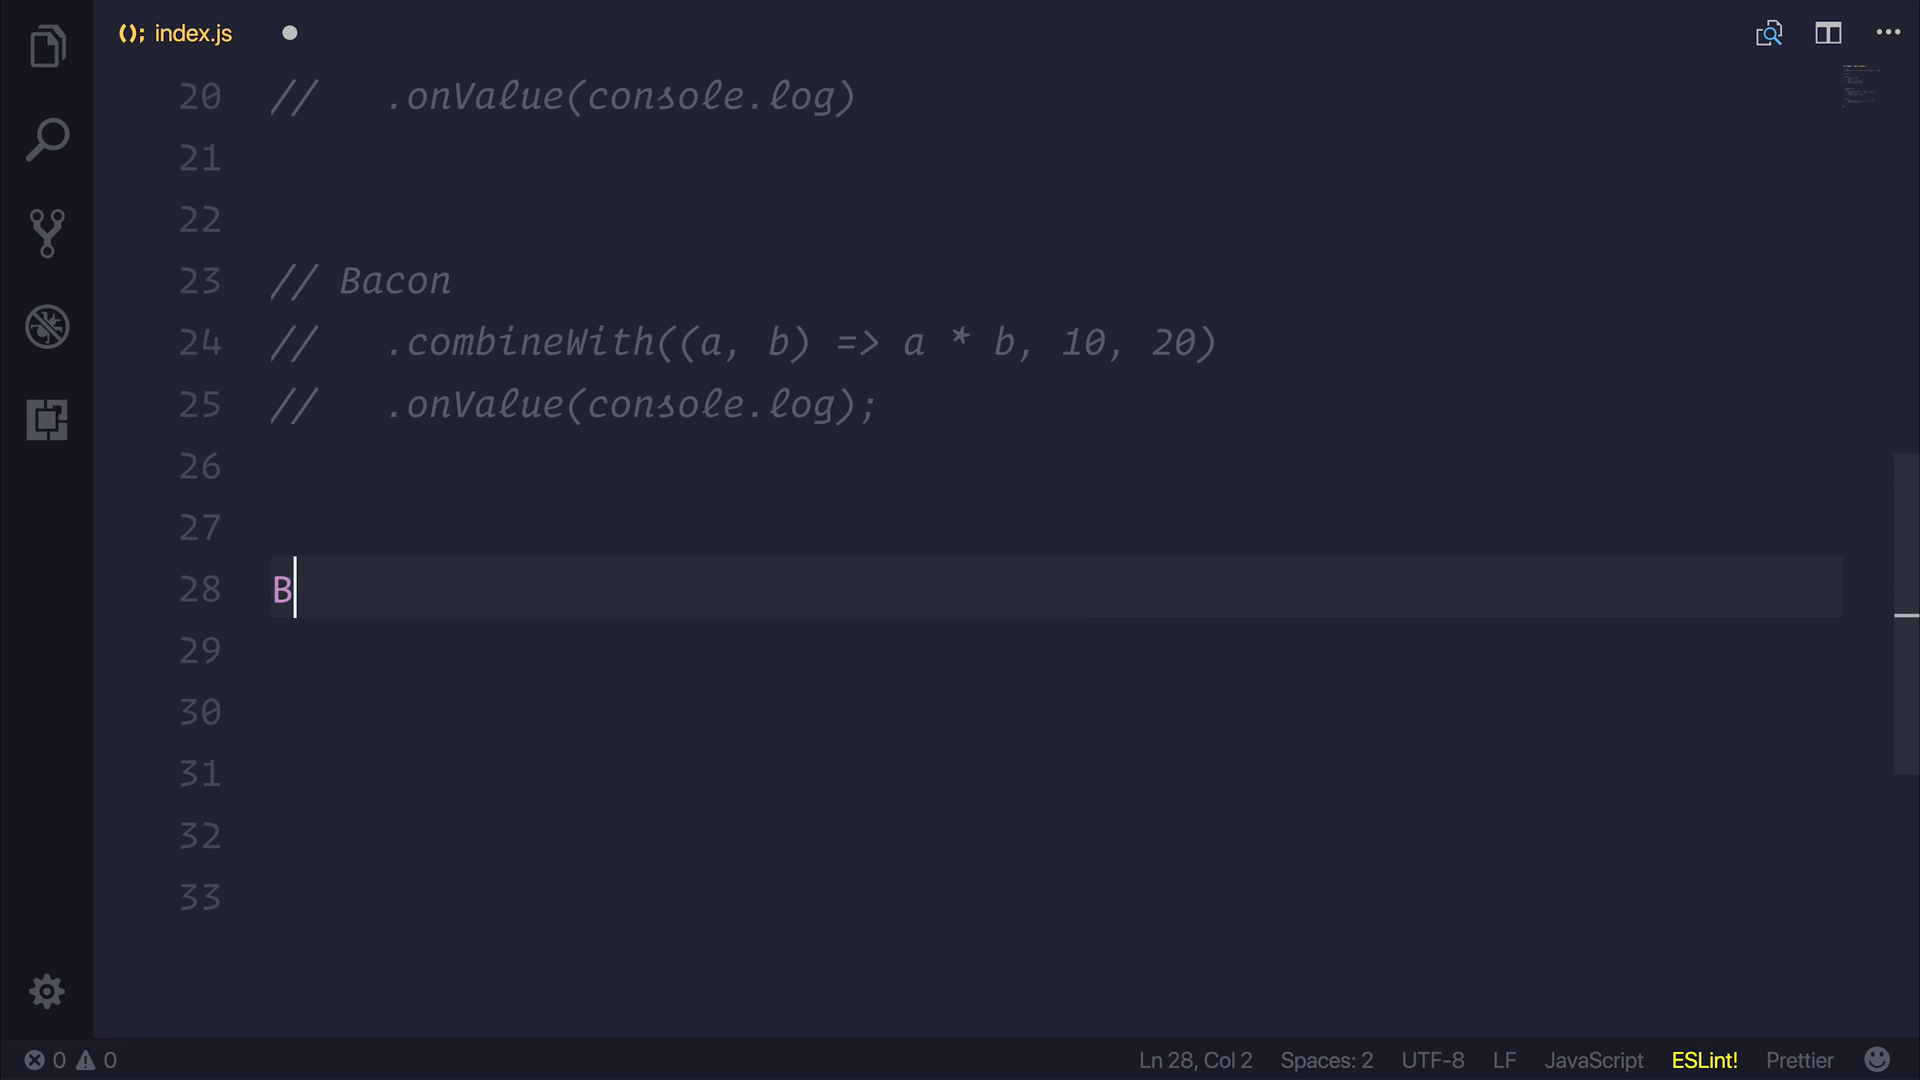 (); index.js
20 //   .onValue(console.log)
21
22
23 // Bacon
24 //   .combineWith((a, b) => a * b, 10, 20)
25 //   .onValue(console.log);
26
27
28 B
29
30
31
32
33
0 0 Ln 28, Col 2 Spaces: 2 UTF-8 LF JavaScript ESLint! Prettier